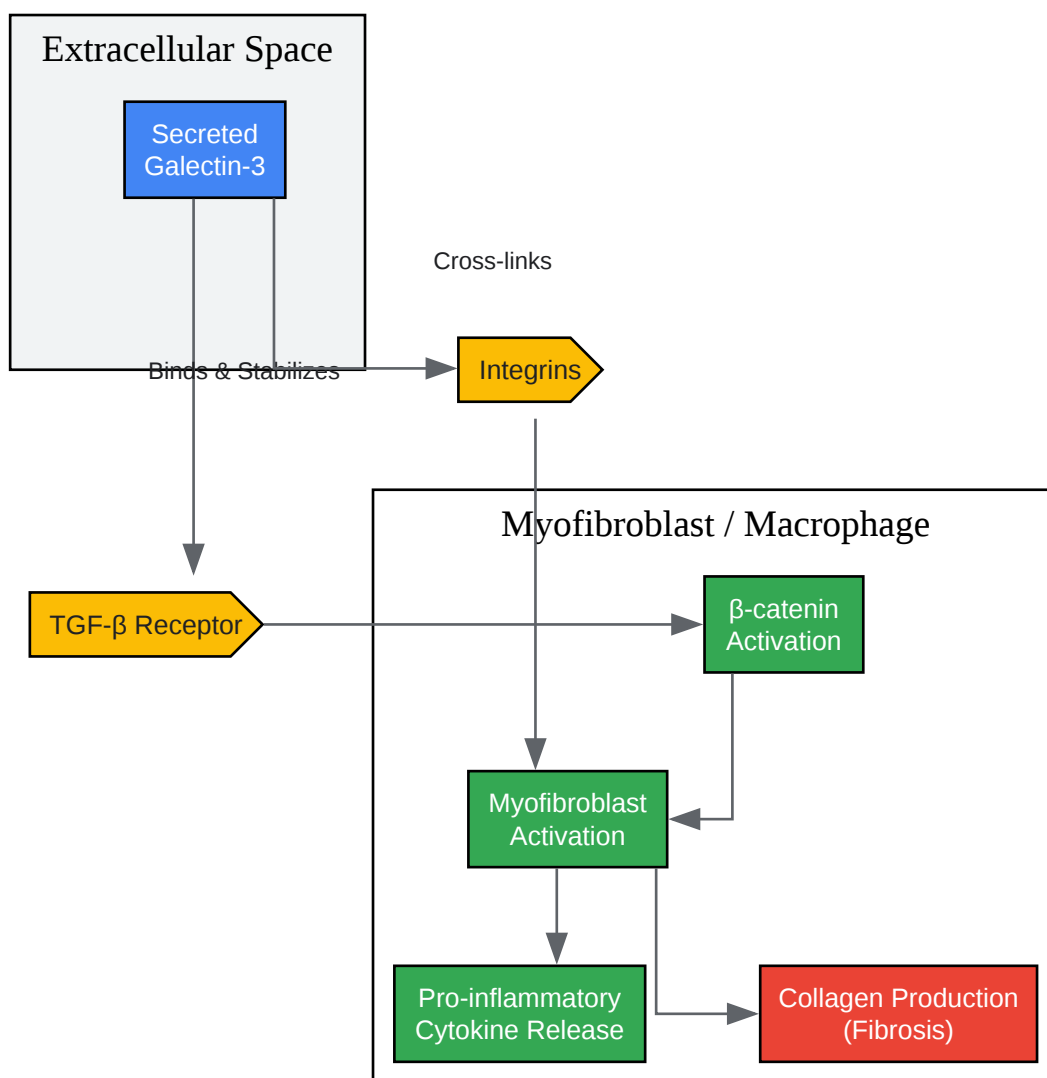 Extracellular Space
Secreted
Galectin-3
Cross-links
Binds & Stabilizes
Integrins
Myofibroblast / Macrophage
TGF-β Receptor
β-catenin
Activation
Myofibroblast
Activation
Pro-inflammatory
Cytokine Release
Collagen Production
(Fibrosis)